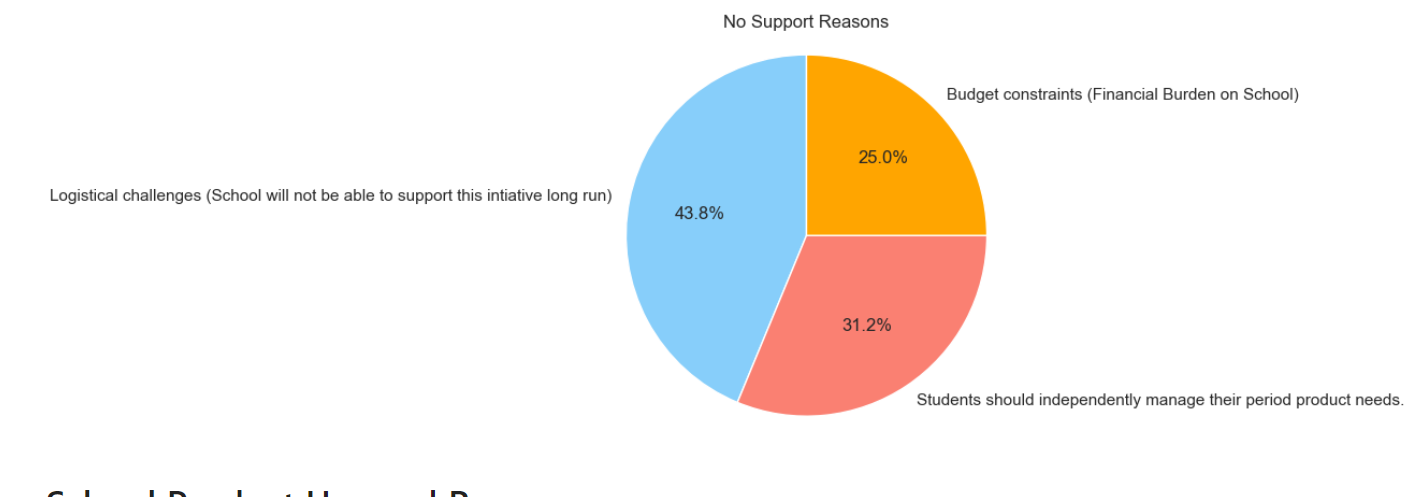 No Support Reasons
Budget constraints (Financial Burden on School)
25.0%
Logistical challenges (School will not be able to support this intiative long run)
43.8%
31.2%
Students should independently manage their period product needs.